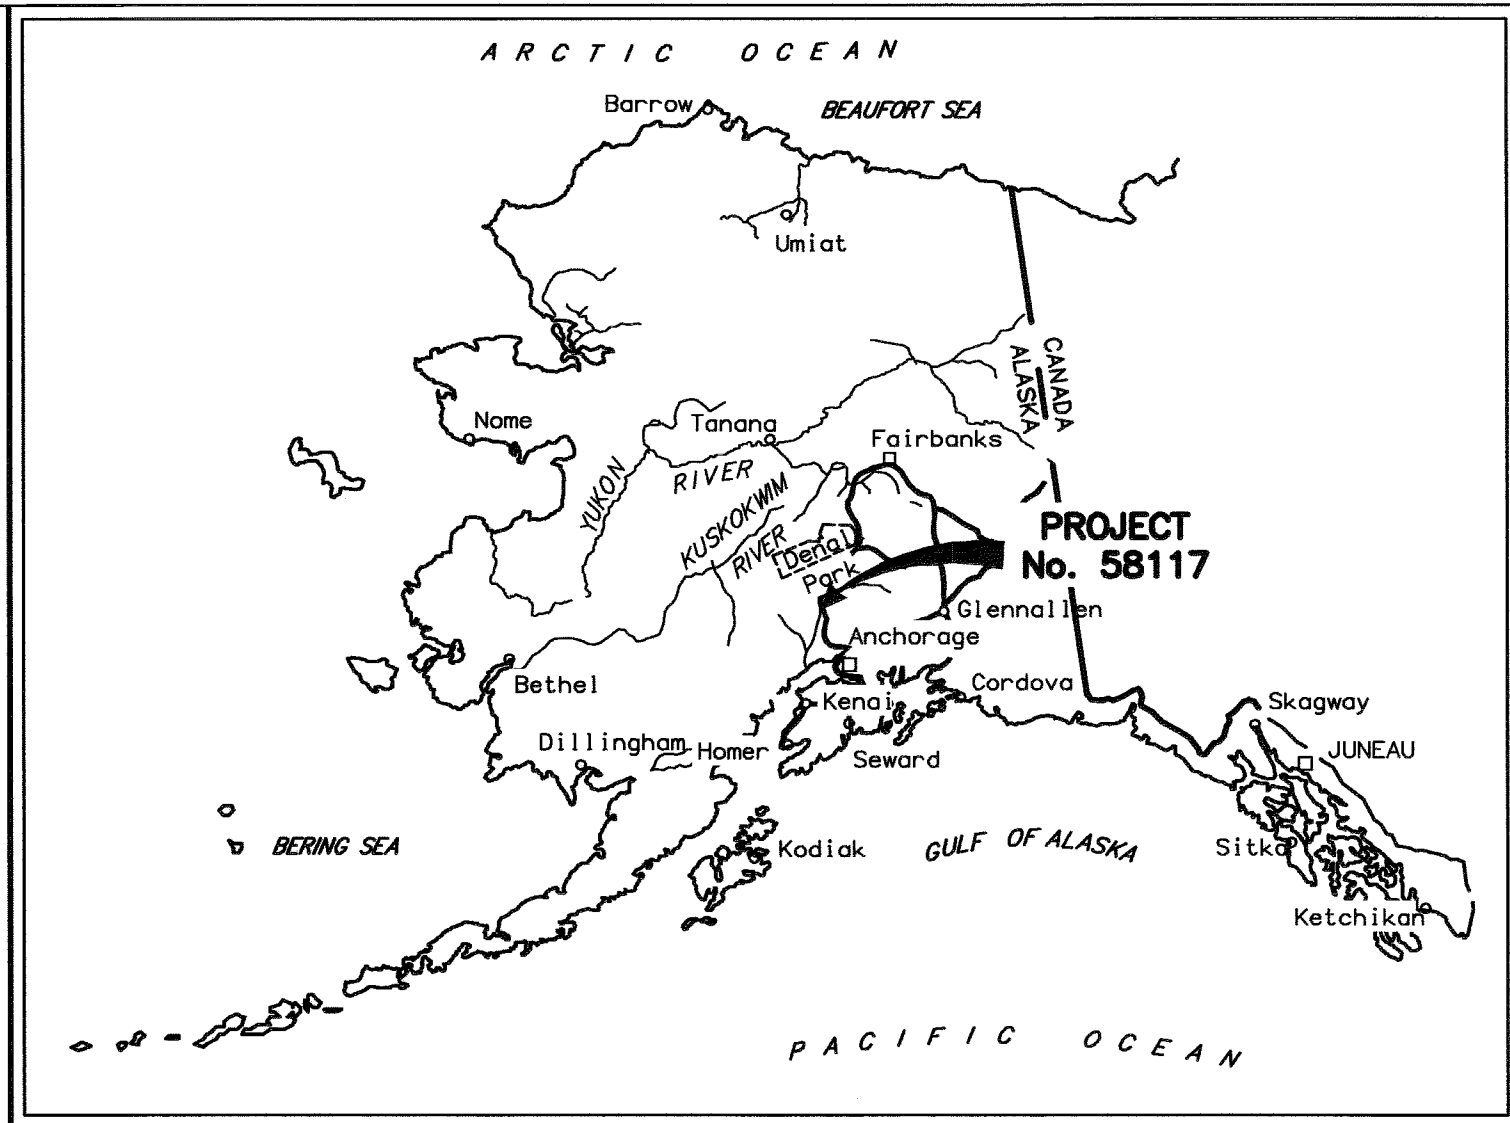 ARCTIC OCEAN
Barrow
BEAUFORT SEA
Umiat
CANADA
ALASKA
Nome
Tanana
Fairbanks
YUKON
RIVER
KUSKOKWIM
RIVER
PROJECT
No. 58117
Denal
Park
Glennallen
Anchorage
Bethel
Kenai
Cordova
Skagway
Dillingham
Homer
Seward
JUNEAU
BERING SEA
Kodiak
GULF OF ALASKA
Sitka
Ketchikan
PACIFIC OCEAN